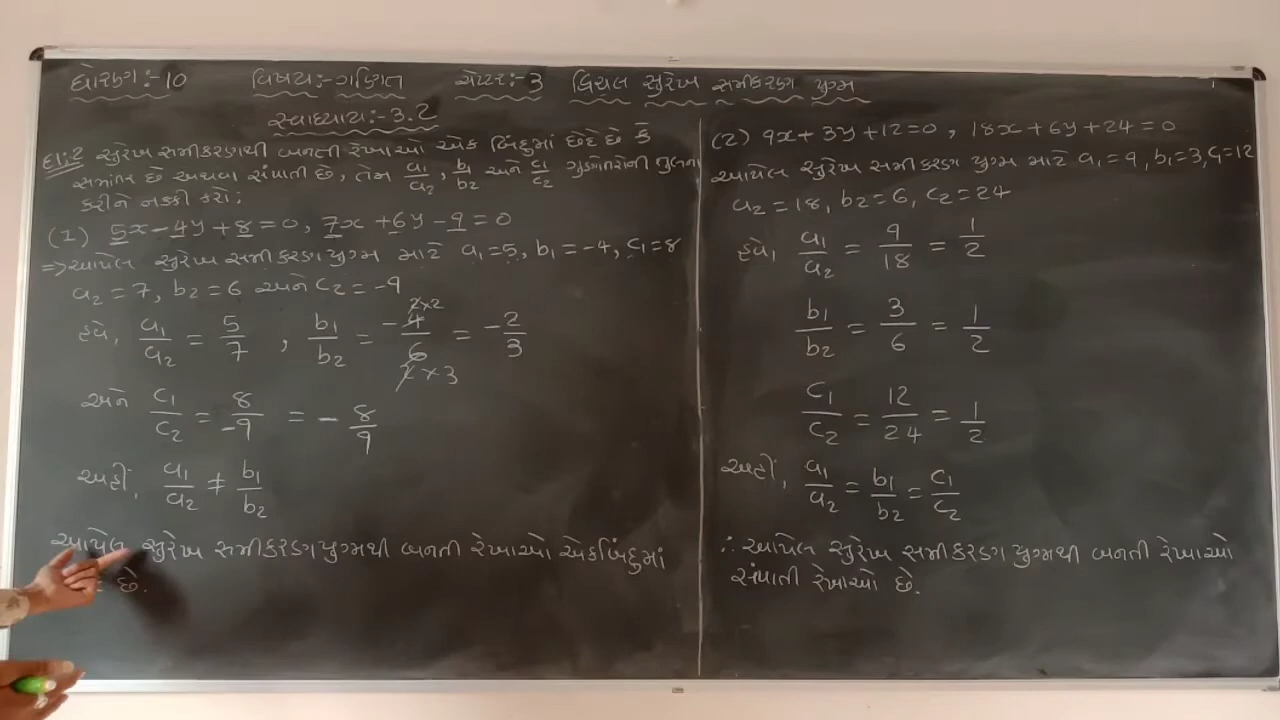 ધોરણ:-10 વિષય:-ગણિત ચેપ્ટર:-3 દ્વિચલ સુરેખ સમીકરણ યુગ્મ
સ્વાધ્યાય:-3.2
દા:2 સુરેખ સમીકરણથી બનતી રેખાઓ એક બિંદુમાં છેદે છે કે
સમાંતર છે અથવા સંપાતી છે, તેમ a₁/a₂, b₁/b₂ અને c₁/c₂ ગુણોત્તરોની તુલના
કરીને નક્કી કરો:
(1) 5x-4y+8=0, 7x+6y-9=0
⇒આપેલ સુરેખ સમીકરણયુગ્મ માટે a₁=5, b₁=-4, c₁=8
a₂=7, b₂=6 અને c₂=-9
હવે, a₁/a₂ = 5/7 , b₁/b₂ = -4/6 = -2/3
2×2
2×3
અને c₁/c₂ = 8/-9 = -8/9
અહીં, a₁/a₂ ≠ b₁/b₂
આપેલ સુરેખ સમીકરણયુગ્મથી બનતી રેખાઓ એકબિંદુમાં
છે.
(2) 9x+3y+12=0, 18x+6y+24=0
આપેલ સુરેખ સમીકરણ યુગ્મ માટે a₁=9, b₁=3, c₁=12
a₂=18, b₂=6, c₂=24
હવે, a₁/a₂ = 9/18 = 1/2
b₁/b₂ = 3/6 = 1/2
c₁/c₂ = 12/24 = 1/2
અહીં, a₁/a₂ = b₁/b₂ = c₁/c₂
∴ આપેલ સુરેખ સમીકરણયુગ્મથી બનતી રેખાઓ
સંપાતી રેખાઓ છે.